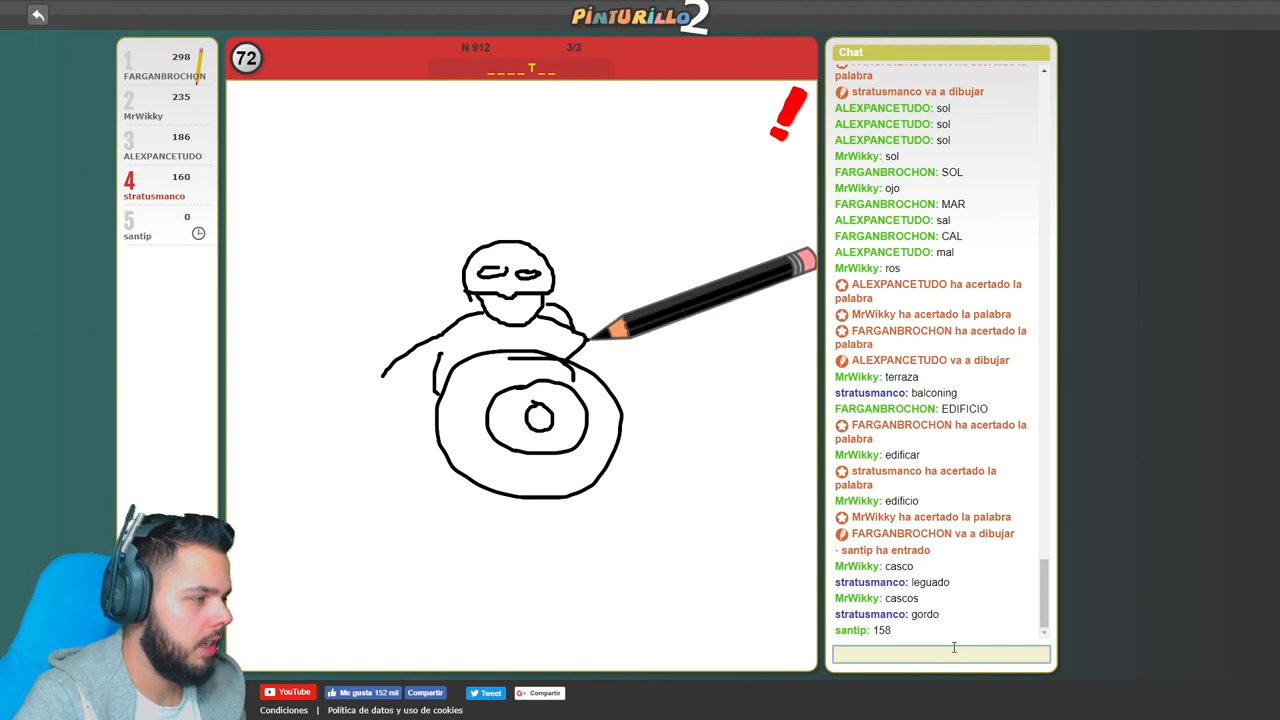 PINTURILLO 2
72
N 912
3/3
_ _ _ _ T _ _
1
298
FARGANBROCHON
2
235
MrWikky
3
186
ALEXPANCETUDO
4
160
stratusmanco
5
0
santip
Chat
palabra
stratusmanco va a dibujar
ALEXPANCETUDO: sol
ALEXPANCETUDO: sol
ALEXPANCETUDO: sol
MrWikky: sol
FARGANBROCHON: SOL
MrWikky: ojo
FARGANBROCHON: MAR
ALEXPANCETUDO: sal
FARGANBROCHON: CAL
ALEXPANCETUDO: mal
MrWikky: ros
ALEXPANCETUDO ha acertado la
palabra
MrWikky ha acertado la palabra
FARGANBROCHON ha acertado la
palabra
ALEXPANCETUDO va a dibujar
MrWikky: terraza
stratusmanco: balconing
FARGANBROCHON: EDIFICIO
FARGANBROCHON ha acertado la
palabra
MrWikky: edificar
stratusmanco ha acertado la
palabra
MrWikky: edificio
MrWikky ha acertado la palabra
FARGANBROCHON va a dibujar
· santip ha entrado
MrWikky: casco
stratusmanco: leguado
MrWikky: cascos
stratusmanco: gordo
santip: 158
YouTube
Me gusta 152 mil
Compartir
Tweet
G+ Compartir
Condiciones | Política de datos y uso de cookies